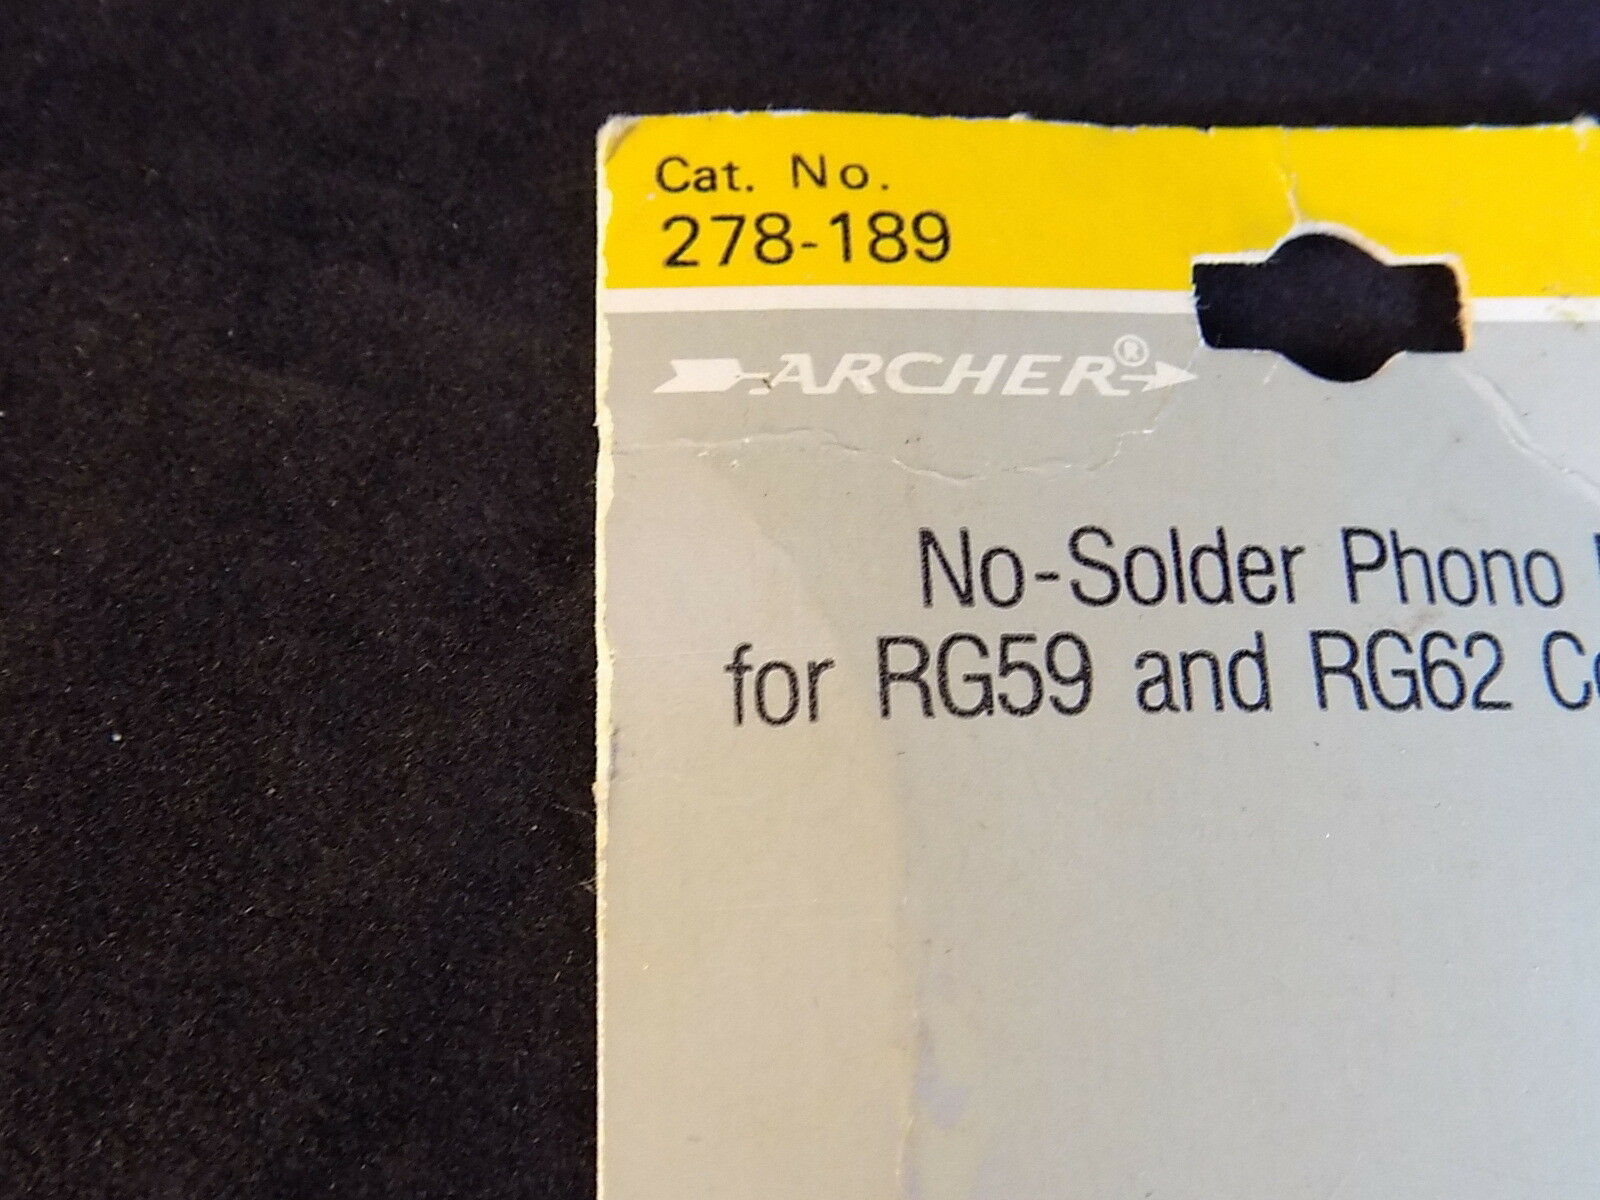 Cat. No.
278-189
ARCHER®
No-Solder Phono
for RG59 and RG62